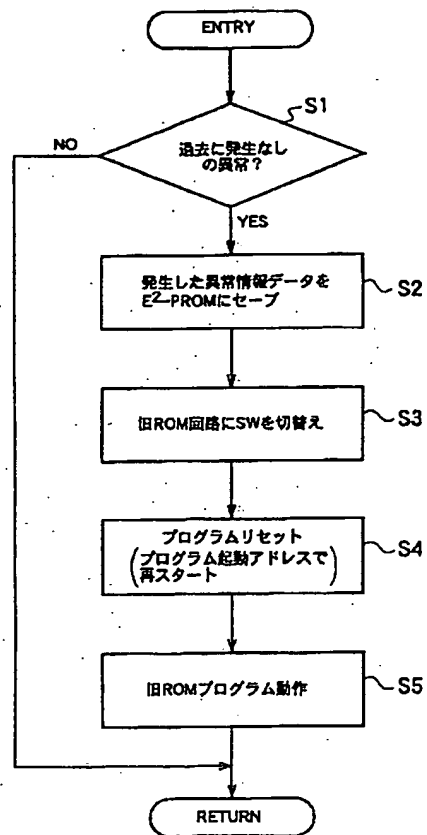 ENTRY
S1
過去に発生なし
の異常?
NO
YES
発生した異常情報データを
E²-PROMにセーブ
S2
旧ROM回路にSWを切替え
S3
プログラムリセット
(プログラム起動アドレスで
再スタート)
S4
旧ROMプログラム動作
S5
RETURN